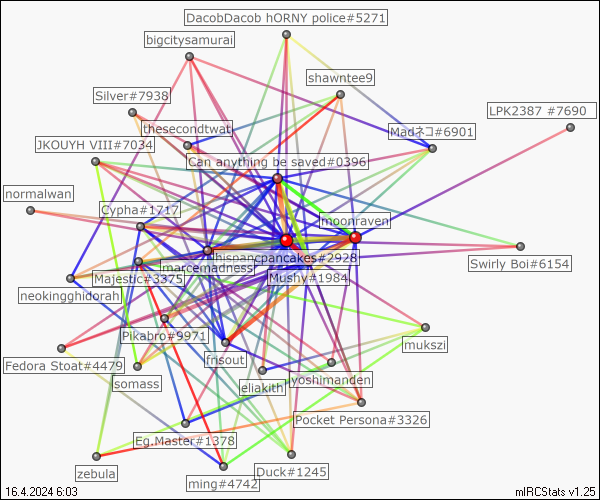 DacobDacob hORNY police#5271
bigcitysamurai
shawntee9
Silver#7938
LPK2387 #7690
thesecondtwat
Madネコ#6901
JKOUYH VIII#7034
Can anything be saved#0396
normalwan
Cypha#1717
moonraven
hispancpancakes#2928
Swirly Boi#6154
marcemadness
Majestic#3375
Mushy#1984
neokingghidorah
Pikabro#9971
mukszi
frisout
Fedora Stoat#4479
somass
eliakith
yoshimanden
Pocket Persona#3326
Eg.Master#1378
zebula
Duck#1245
ming#4742
16.4.2024 6:03
mIRCStats v1.25